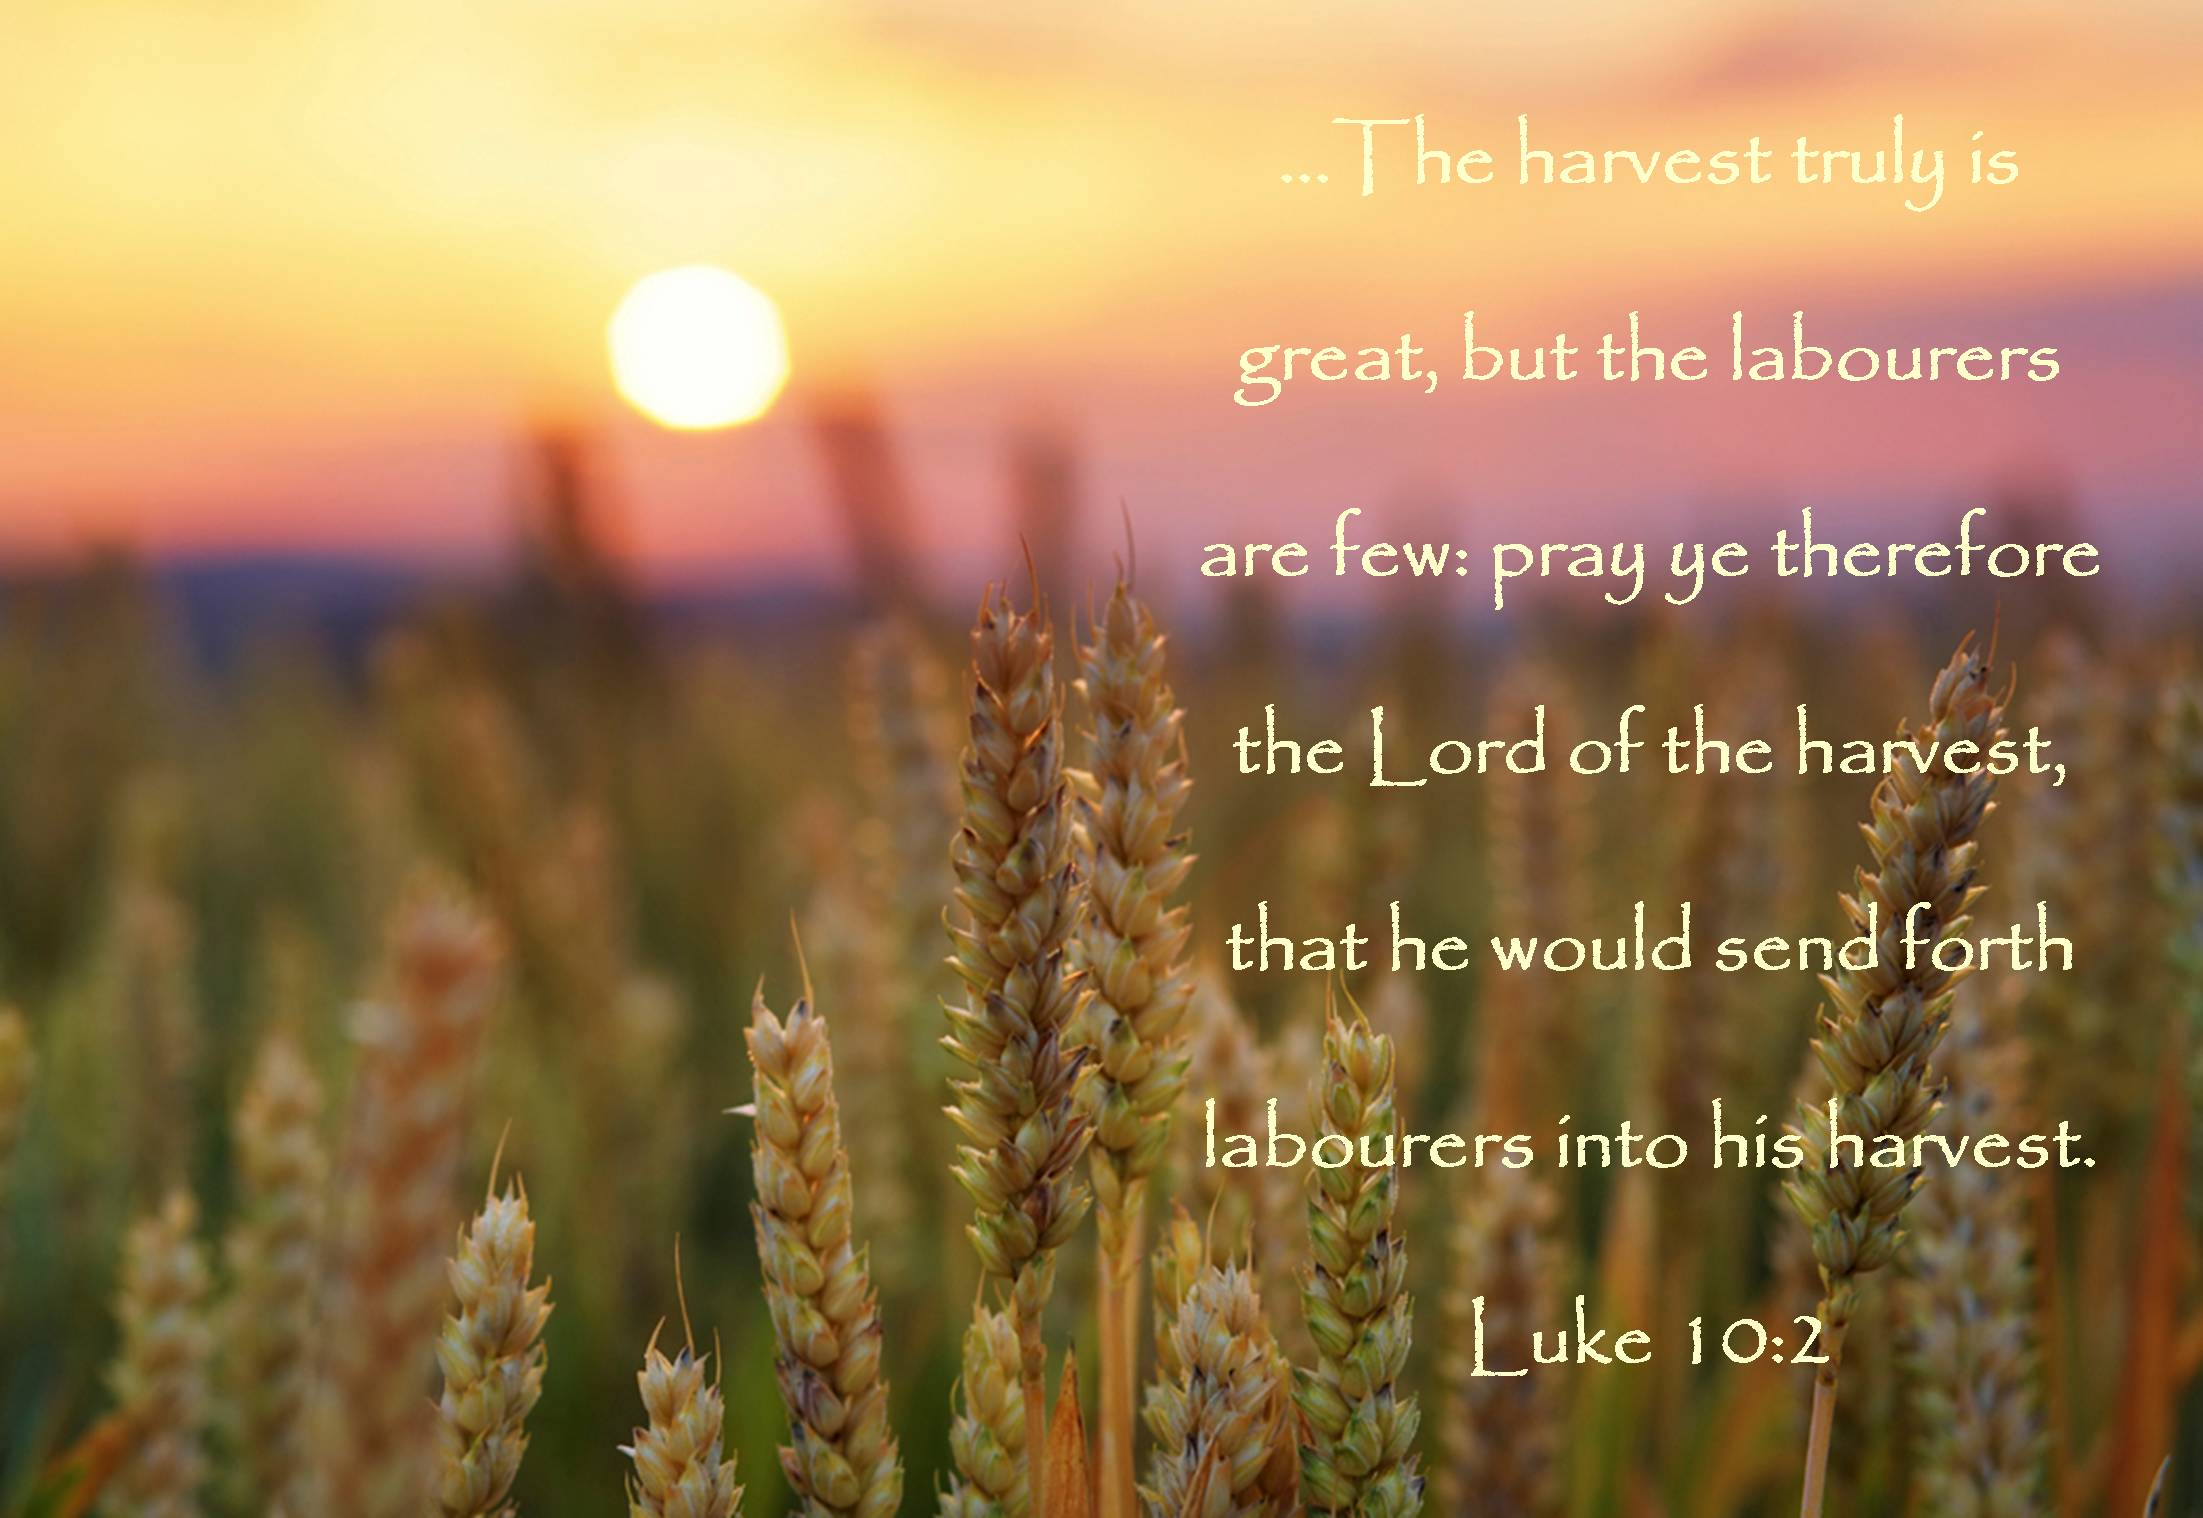 ...The harvest truly is
great, but the labourers
are few: pray ye therefore
the Lord of the harvest,
that he would send forth
labourers into his harvest.
Luke 10:2